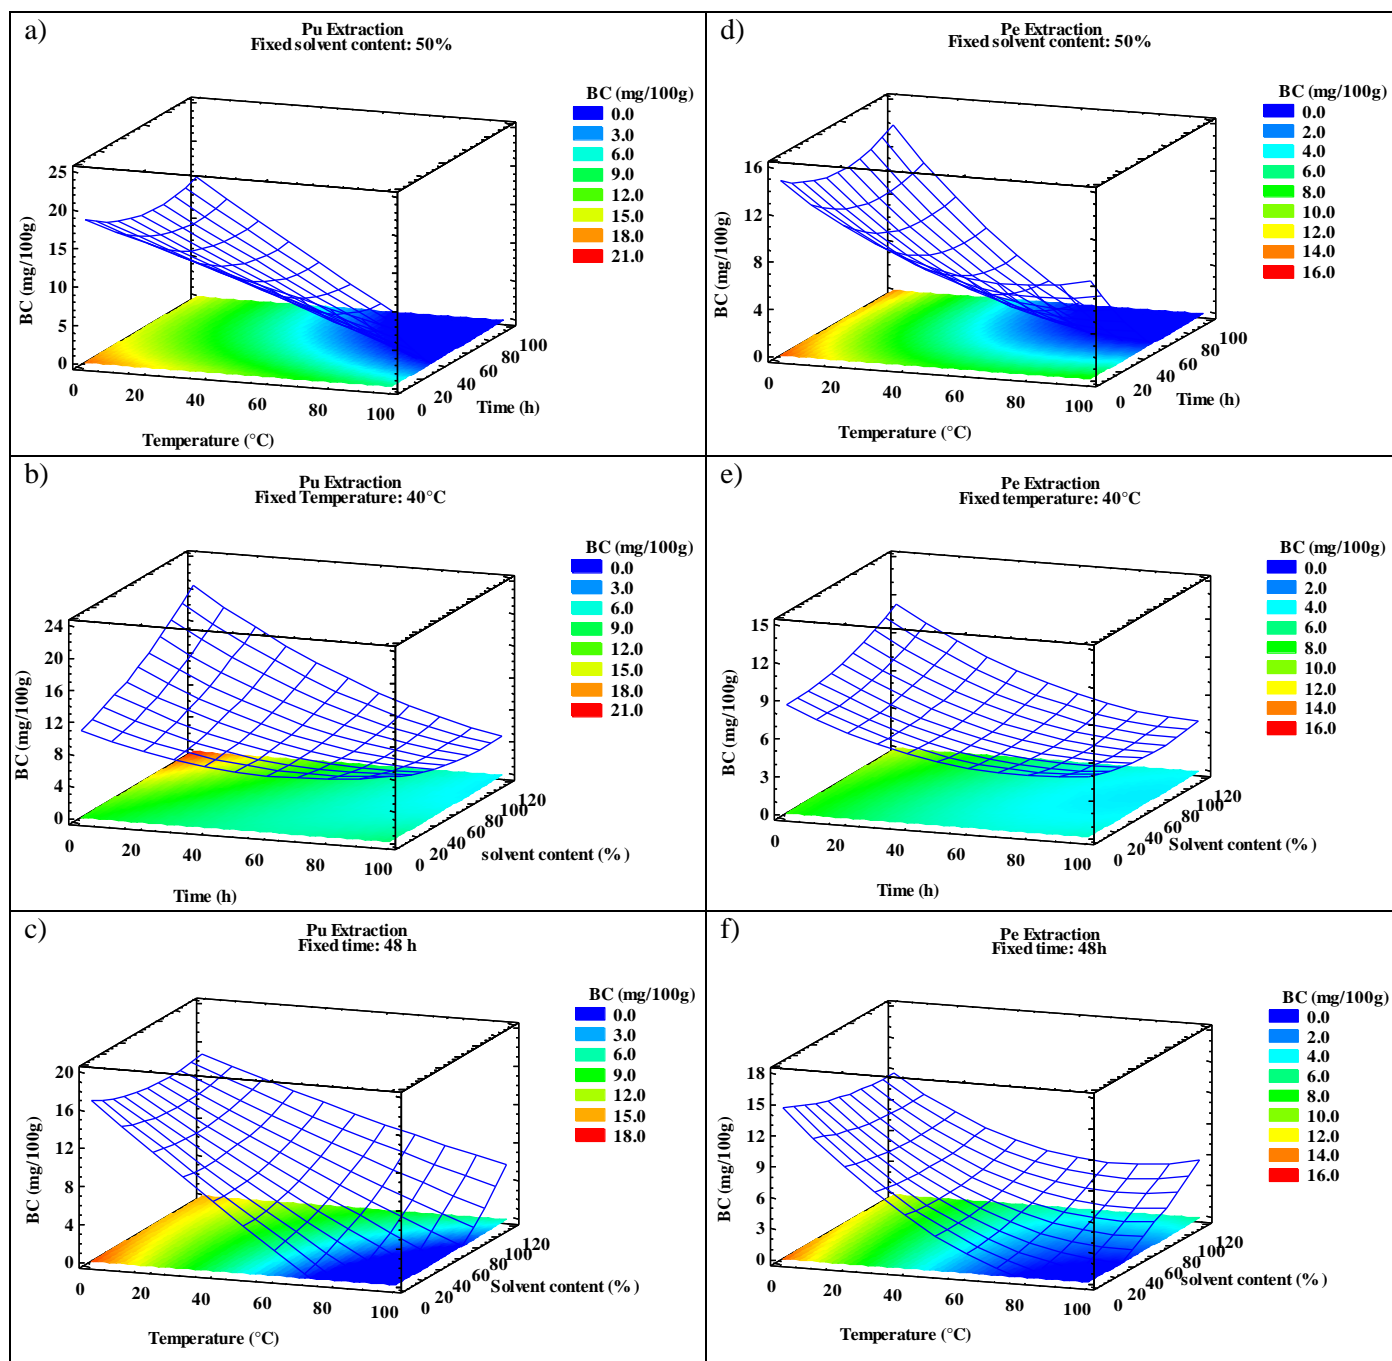 a)
Pu Extraction
Fixed solvent content: 50%
BC (mg/100g)
0.0
3.0
6.0
9.0
12.0
15.0
18.0
21.0
BC (mg/100g)
25
20
15
10
5
0
0 20 40 60 80 100
Temperature (°C)
0 20 40 60 80 100
Time (h)
d)
Pe Extraction
Fixed solvent content: 50%
BC (mg/100g)
0.0
2.0
4.0
6.0
8.0
10.0
12.0
14.0
16.0
BC (mg/100g)
16
12
8
4
0
0 20 40 60 80 100
Temperature (°C)
0 20 40 60 80 100
Time (h)
b)
Pu Extraction
Fixed Temperature: 40°C
BC (mg/100g)
0.0
3.0
6.0
9.0
12.0
15.0
18.0
21.0
BC (mg/100g)
24
20
16
12
8
4
0
0 20 40 60 80 100
Time (h)
0 20 40 60 80 100 120
solvent content (%)
e)
Pe Extraction
Fixed temperature: 40°C
BC (mg/100g)
0.0
2.0
4.0
6.0
8.0
10.0
12.0
14.0
16.0
BC (mg/100g)
15
12
9
6
3
0
0 20 40 60 80 100
Time (h)
0 20 40 60 80 100 120
Solvent content (%)
c)
Pu Extraction
Fixed time: 48 h
BC (mg/100g)
0.0
3.0
6.0
9.0
12.0
15.0
18.0
BC (mg/100g)
20
16
12
8
4
0
0 20 40 60 80 100
Temperature (°C)
0 20 40 60 80 100 120
Solvent content (%)
f)
Pe Extraction
Fixed time: 48h
BC (mg/100g)
0.0
2.0
4.0
6.0
8.0
10.0
12.0
14.0
16.0
BC (mg/100g)
18
15
12
9
6
3
0
0 20 40 60 80 100
Temperature (°C)
0 20 40 60 80 100 120
Solvent content (%)